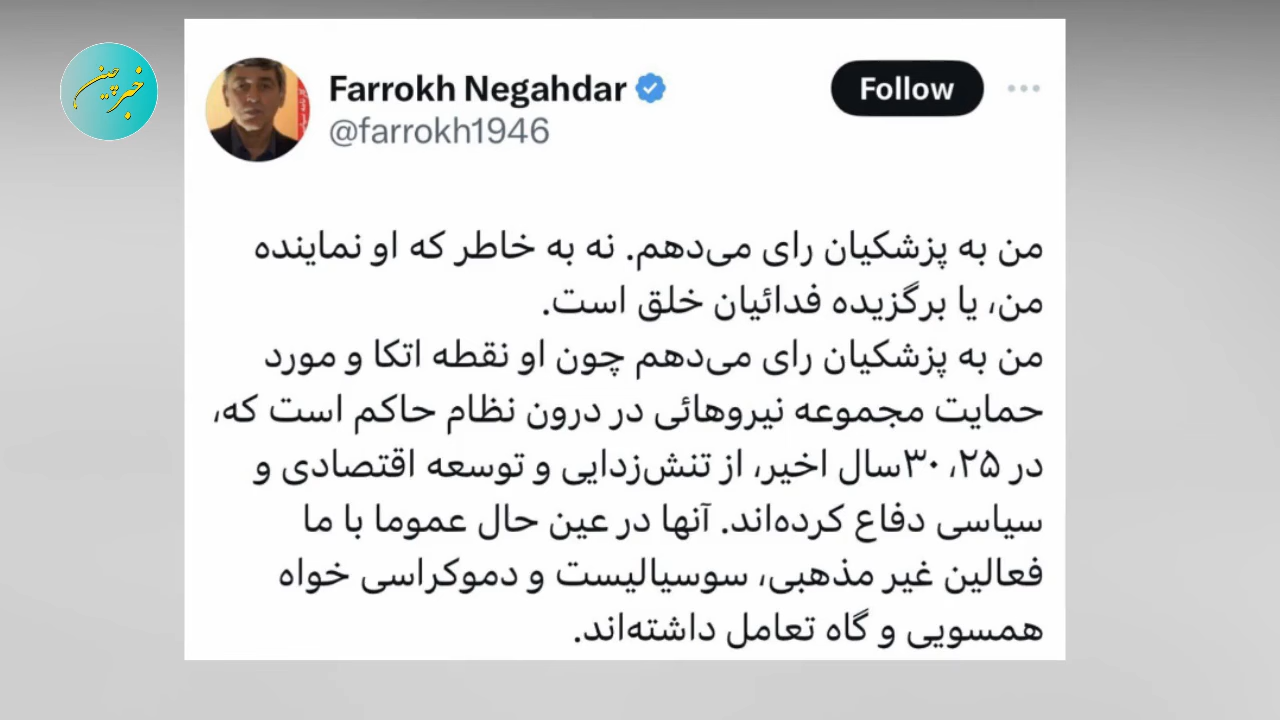 خبرچین
Farrokh Negahdar
@farrokh1946
Follow
من به پزشکیان رای می‌دهم. نه به خاطر که او نماینده
من، یا برگزیده فدائیان خلق است.
من به پزشکیان رای می‌دهم چون او نقطه اتکا و مورد
حمایت مجموعه نیروهائی در درون نظام حاکم است که،
در ۲۵، ۳۰سال اخیر، از تنش‌زدایی و توسعه اقتصادی و
سیاسی دفاع کرده‌اند. آنها در عین حال عموما با ما
فعالین غیر مذهبی، سوسیالیست و دموکراسی خواه
همسویی و گاه تعامل داشته‌اند.